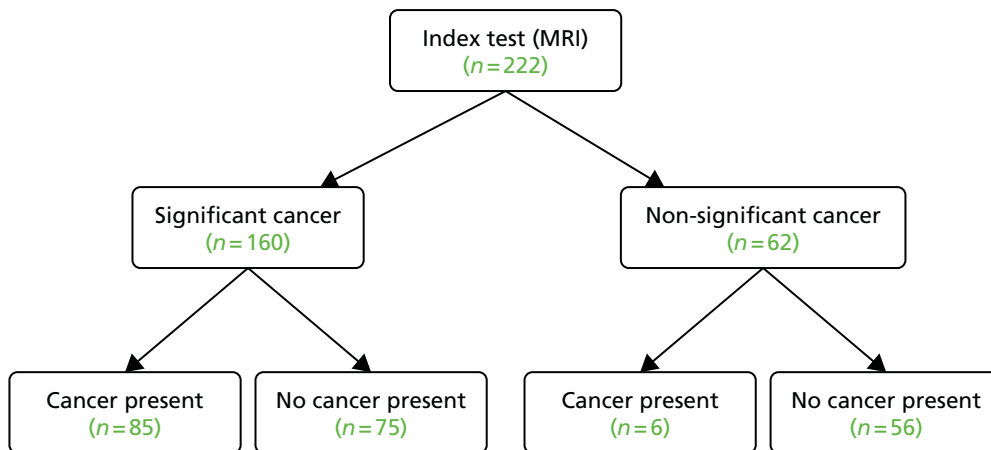 Index test (MRI)
(n = 222)
Significant cancer
(n = 160)
Non-significant cancer
(n = 62)
Cancer present
(n = 85)
No cancer present
(n = 75)
Cancer present
(n = 6)
No cancer present
(n = 56)